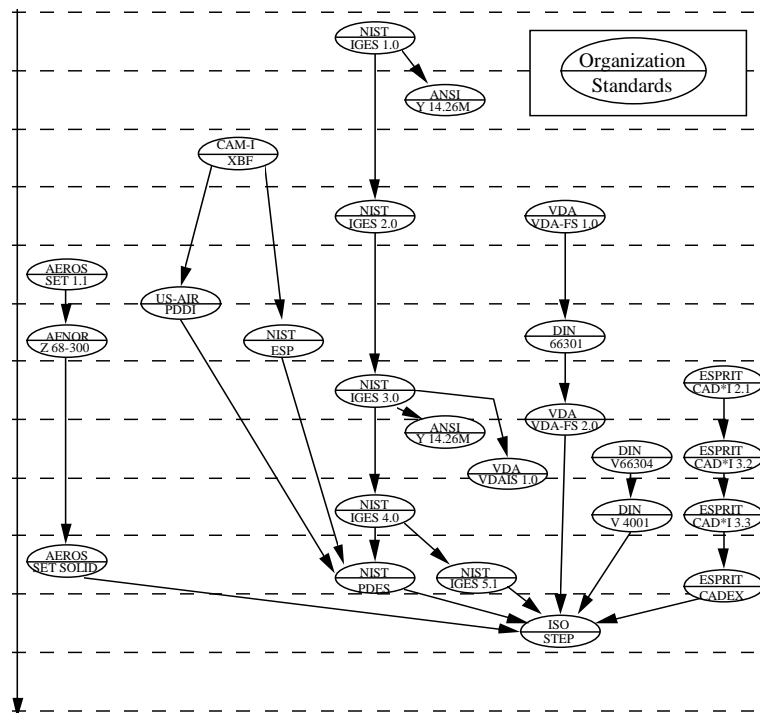 NIST
IGES 1.0
Organization
Standards
ANSI
Y 14.26M
CAM-I
XBF
NIST
IGES 2.0
VDA
VDA-FS 1.0
AEROS
SET 1.1
US-AIR
PDDI
AFNOR
Z 68-300
NIST
ESP
DIN
66301
NIST
IGES 3.0
ESPRIT
CAD*I 2.1
ANSI
Y 14.26M
VDA
VDA-FS 2.0
VDA
VDAIS 1.0
DIN
V66304
ESPRIT
CAD*I 3.2
NIST
IGES 4.0
DIN
V 4001
ESPRIT
CAD*I 3.3
AEROS
SET SOLID
NIST
PDES
NIST
IGES 5.1
ESPRIT
CADEX
ISO
STEP